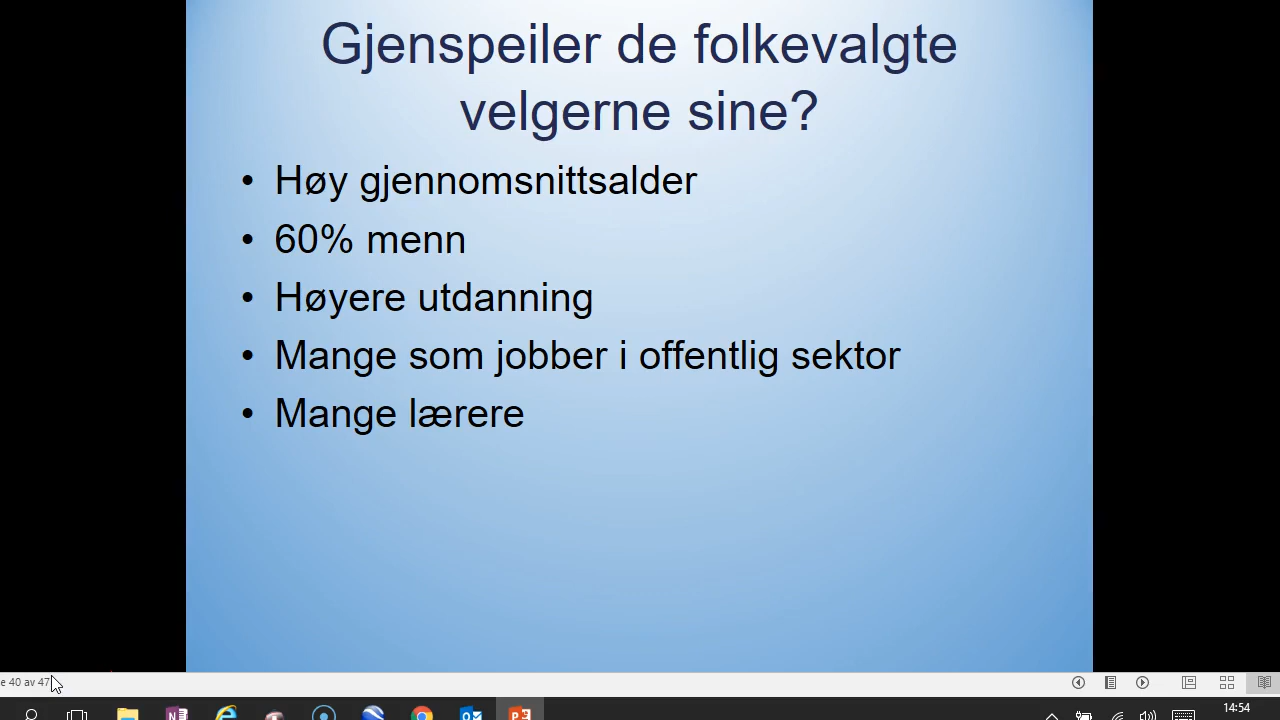 Gjenspeiler de folkevalgte
velgerne sine?
• Høy gjennomsnittsalder
• 60% menn
• Høyere utdanning
• Mange som jobber i offentlig sektor
• Mange lærere
e 40 av 47
14:54